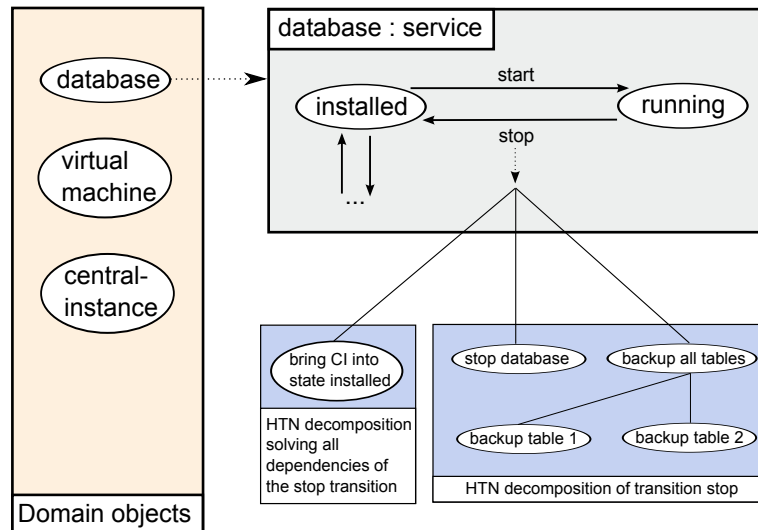 database
virtual
machine
central-
instance
Domain objects
database : service
start
installed
running
stop
...
bring CI into
state installed
HTN decomposition
solving all
dependencies of
the stop transition
stop database
backup all tables
backup table 1
backup table 2
HTN decomposition of transition stop